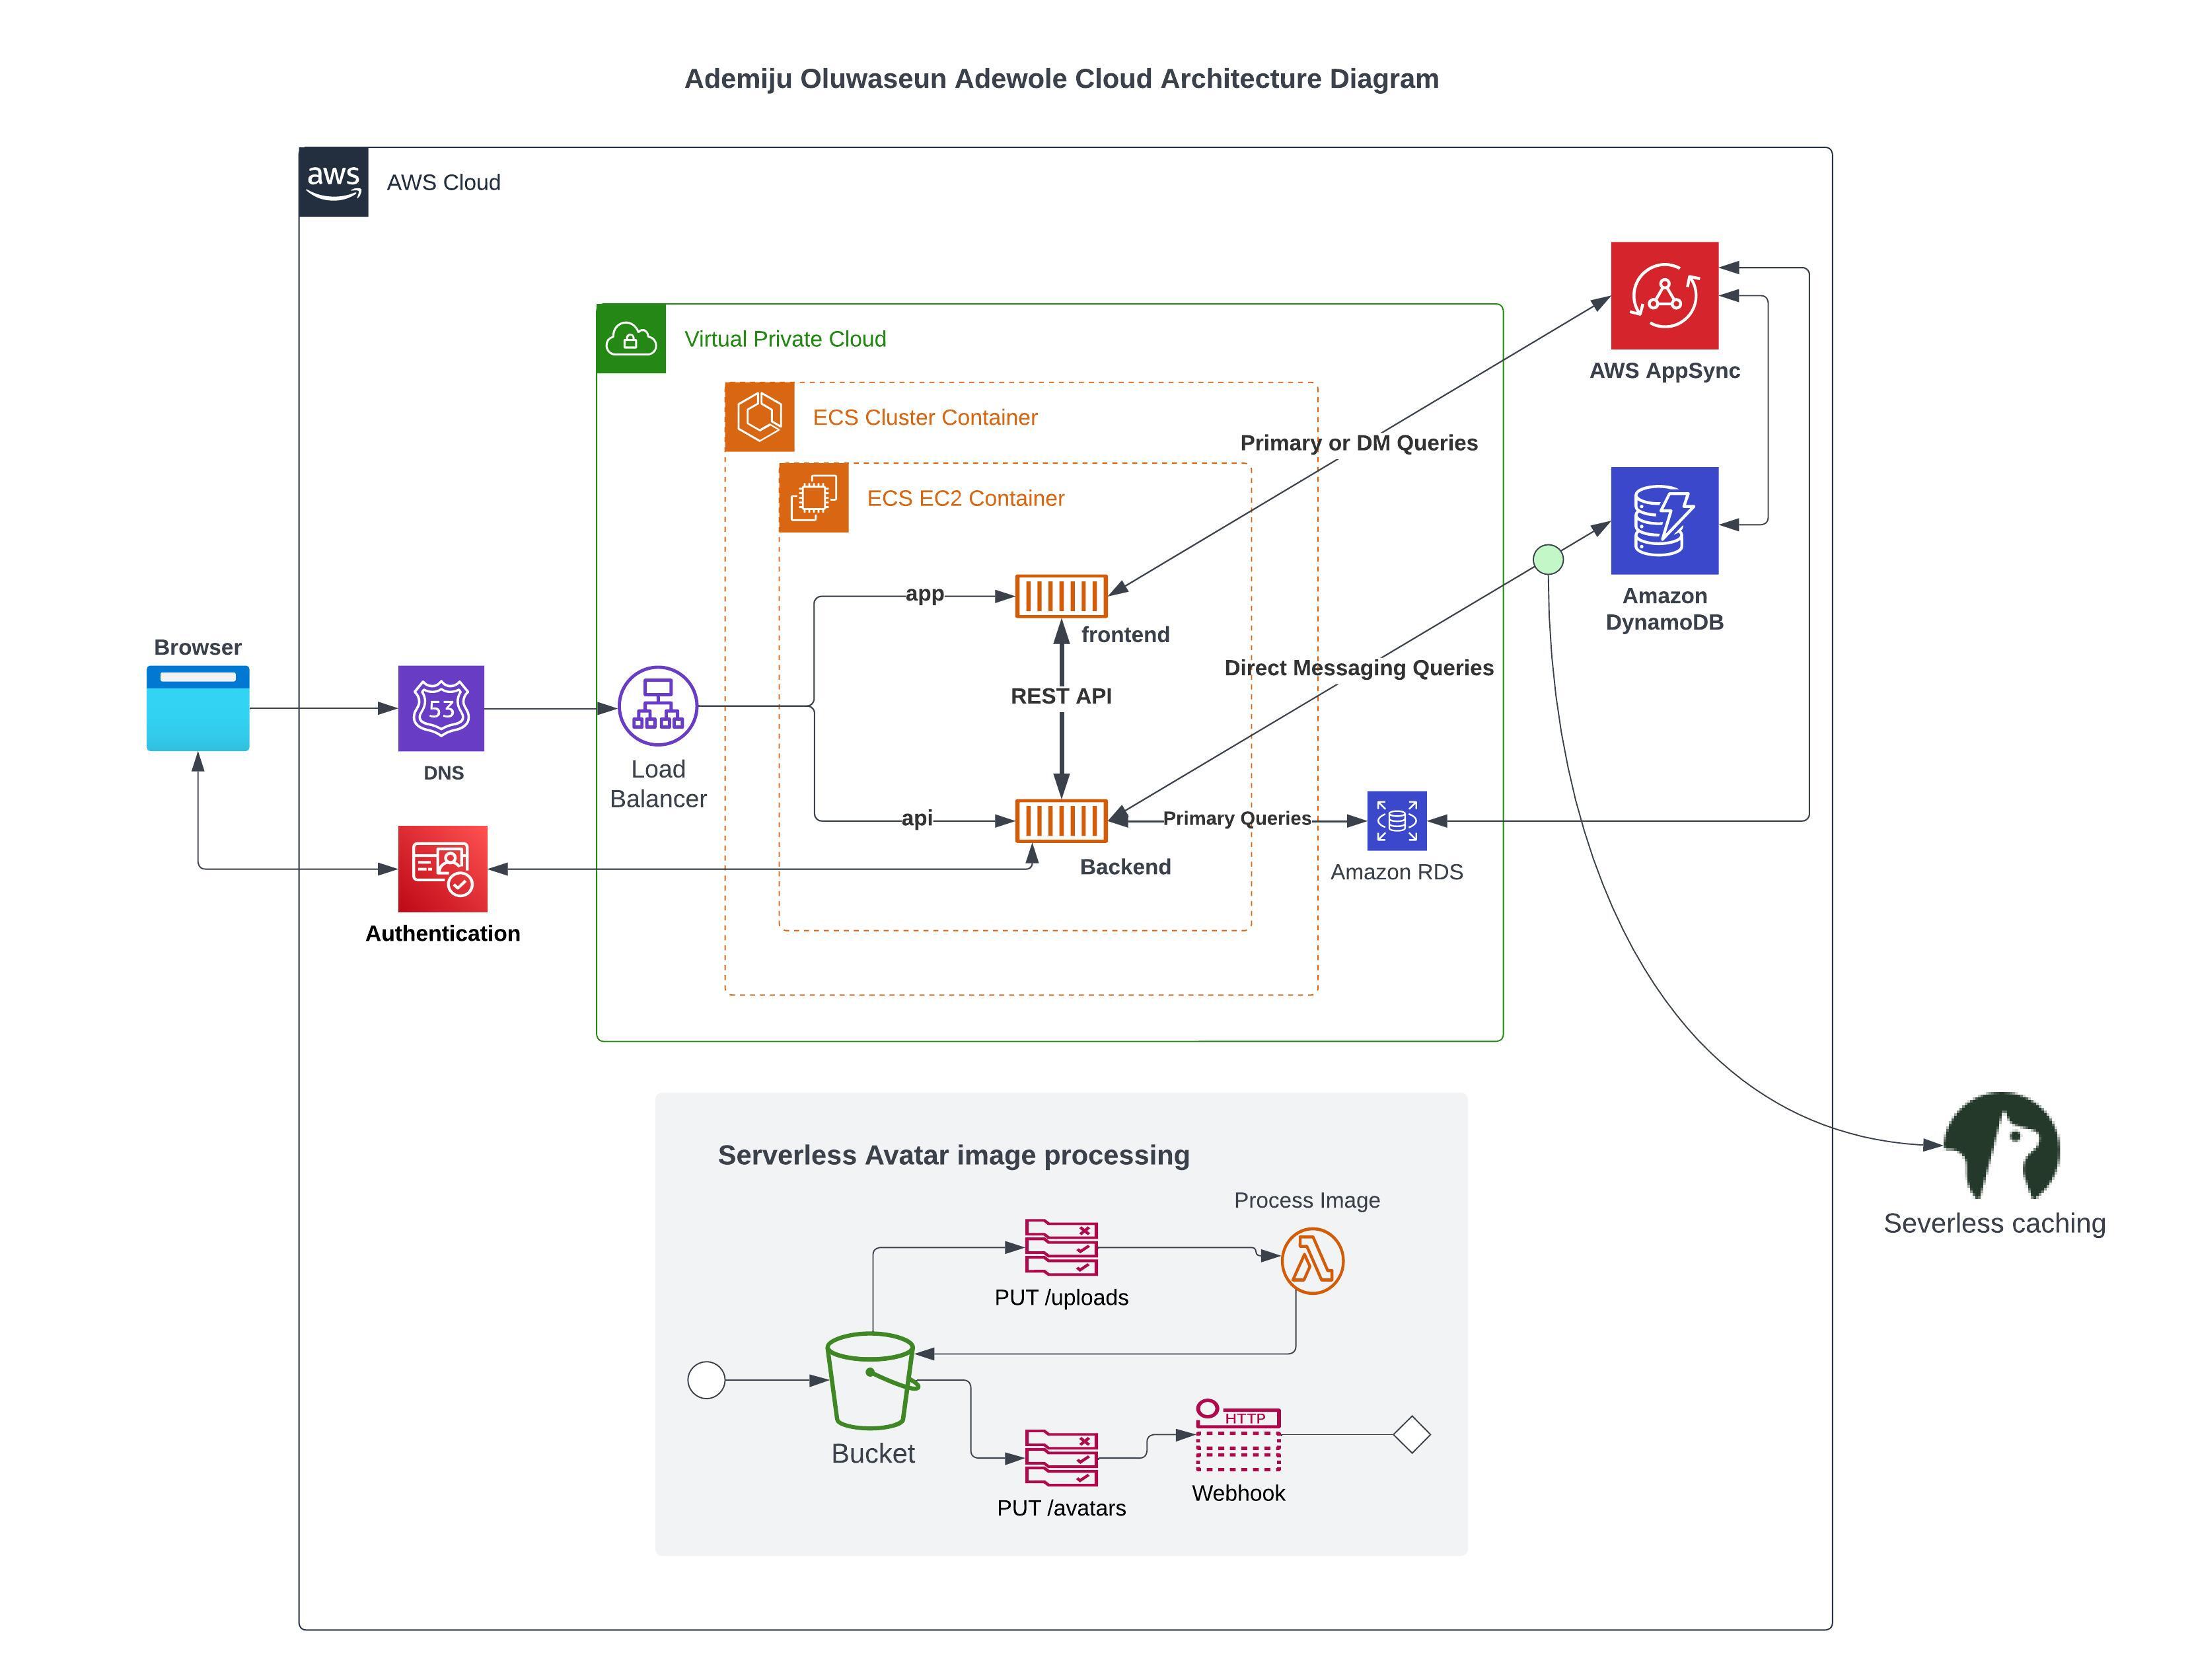 Ademiju Oluwaseun Adewole Cloud Architecture Diagram
aws
AWS Cloud
Virtual Private Cloud
ECS Cluster Container
ECS EC2 Container
AWS AppSync
Primary or DM Queries
Amazon
DynamoDB
app
frontend
Browser
Direct Messaging Queries
REST API
53
DNS
Load
Balancer
api
Primary Queries
Backend
Amazon RDS
Authentication
Serverless Avatar image processing
Process Image
Severless caching
PUT /uploads
HTTP
Bucket
Webhook
PUT /avatars